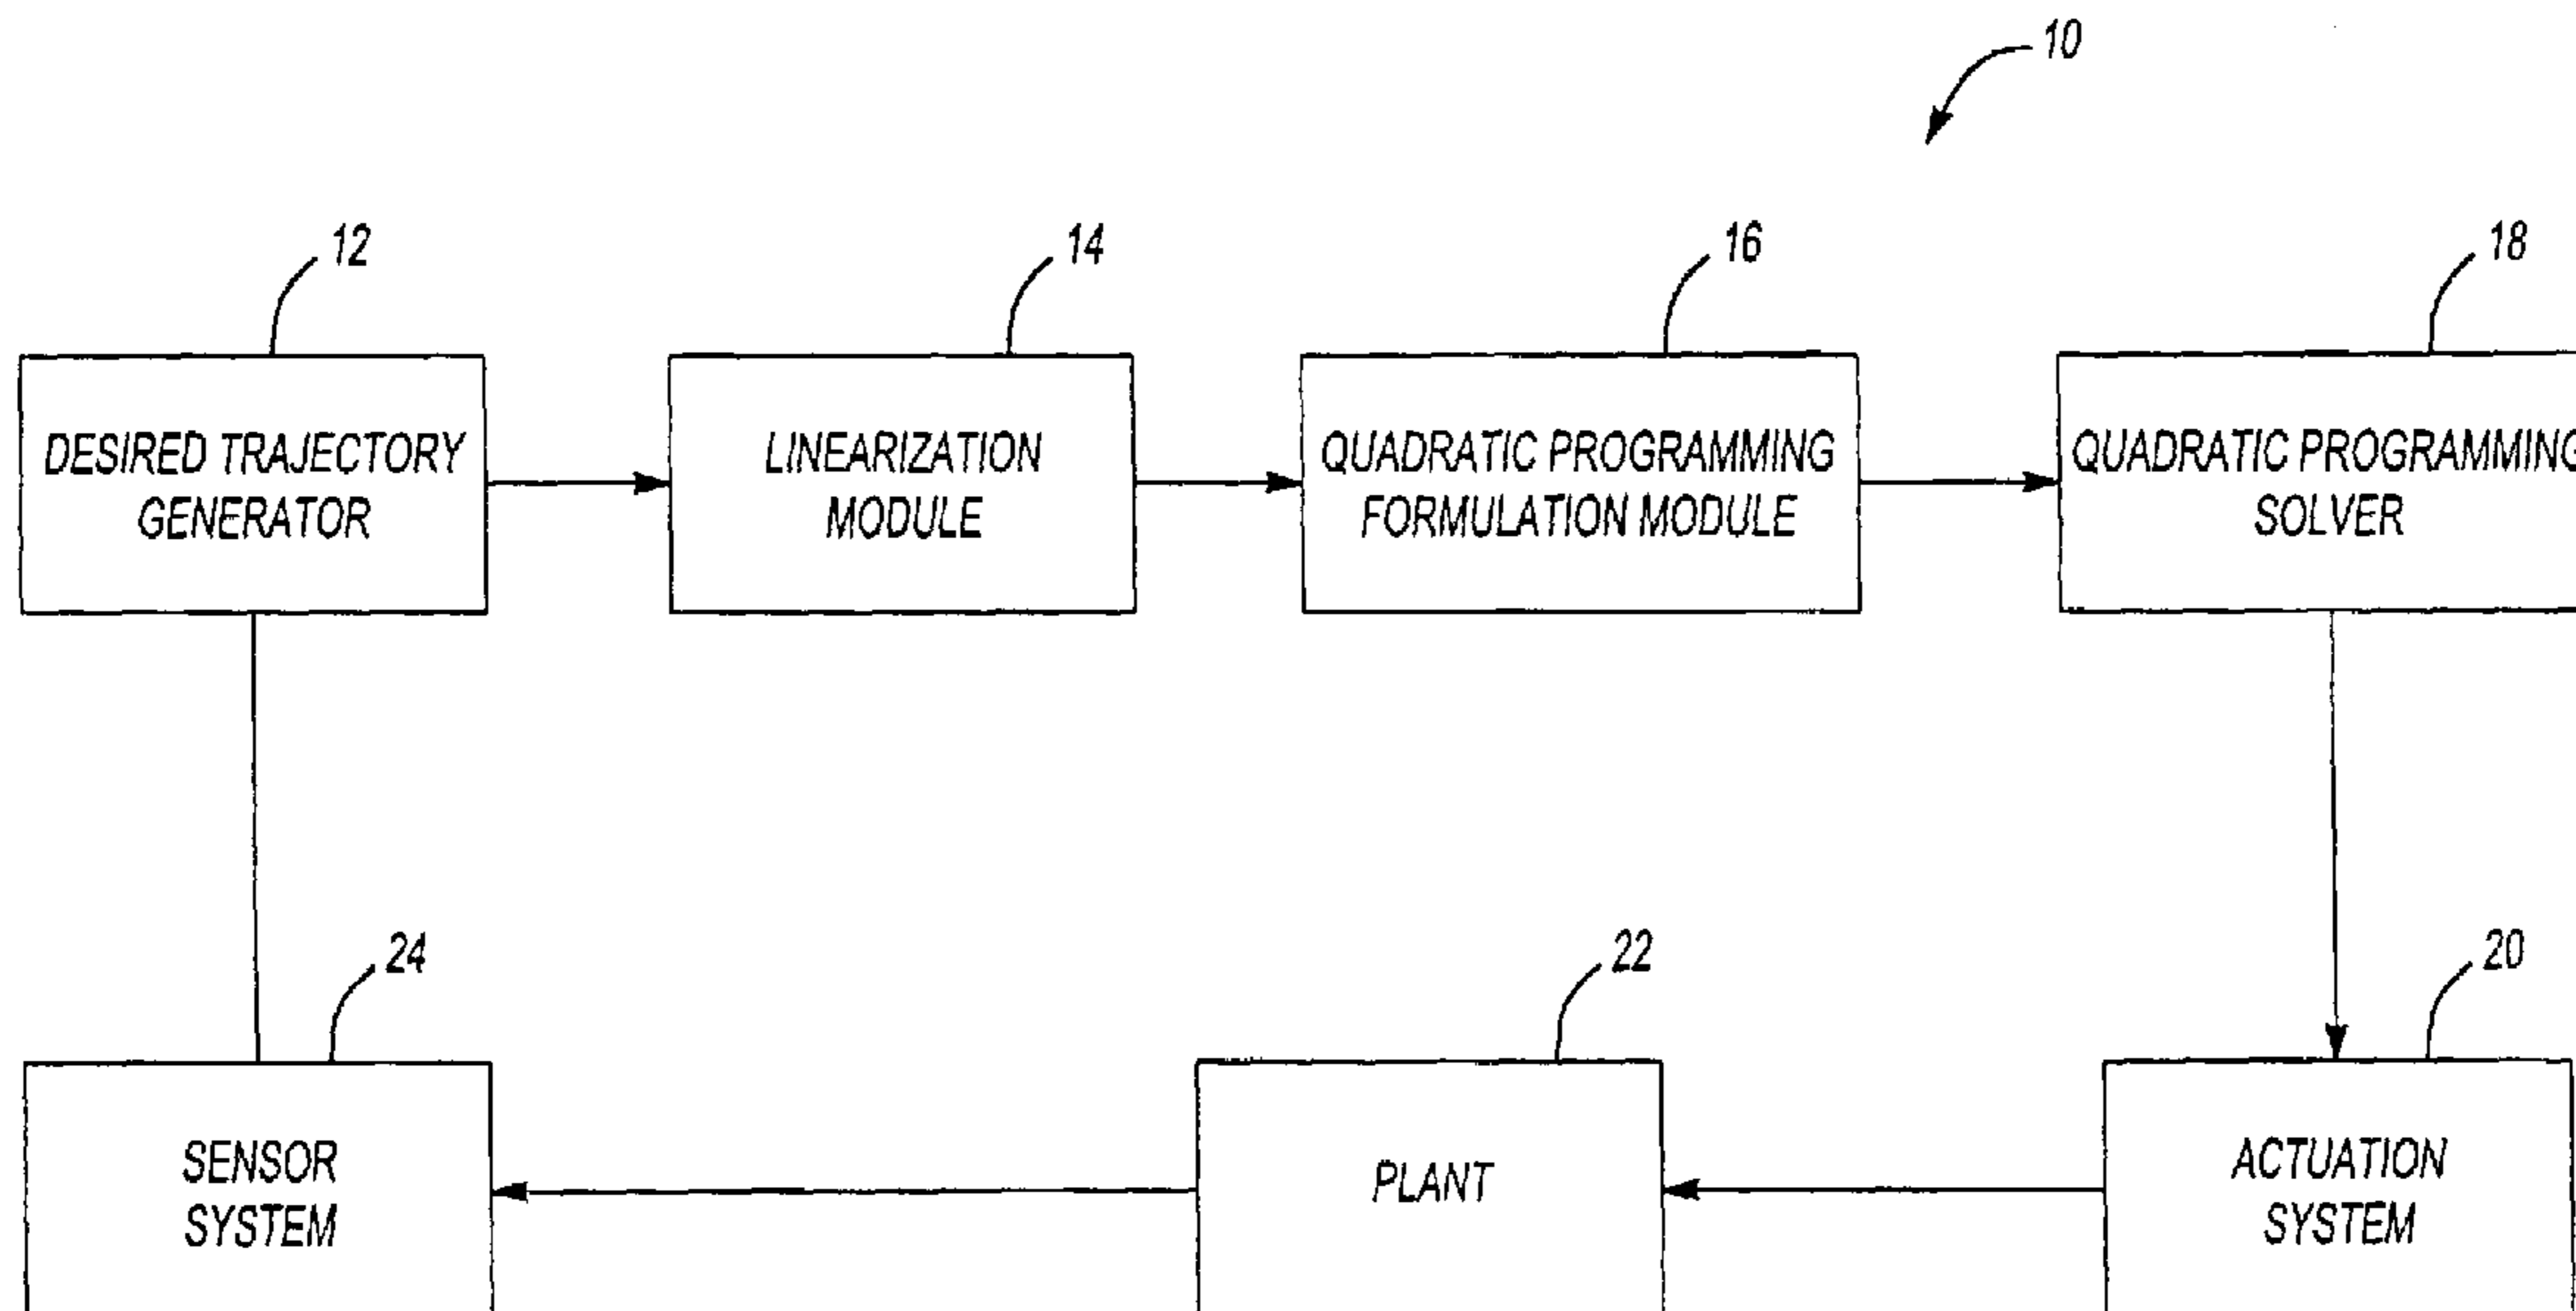 10
12
14
16
18
DESIRED TRAJECTORY
GENERATOR
LINEARIZATION
MODULE
QUADRATIC PROGRAMMING
FORMULATION MODULE
QUADRATIC PROGRAMMING
SOLVER
24
22
20
SENSOR
SYSTEM
PLANT
ACTUATION
SYSTEM